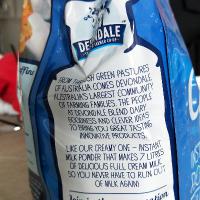 DEVONDALE
FROM THE LUSH GREEN PASTURES
OF AUSTRALIA COMES DEVONDALE
AUSTRALIA'S LARGEST COMMUNITY
OF FARMING FAMILIES. THE PEOPLE
AT DEVONDALE BLEND DAIRY
GOODNESS AND CLEVER IDEAS
TO BRING YOU GREAT TASTING
INNOVATIVE PRODUCTS.
LIKE OUR CREAMY ONE - INSTANT
MILK POWDER THAT MAKES 7 LITRES
OF DELICIOUS FULL CREAM MILK,
SO YOU NEVER HAVE TO RUN OUT
OF MILK AGAIN!